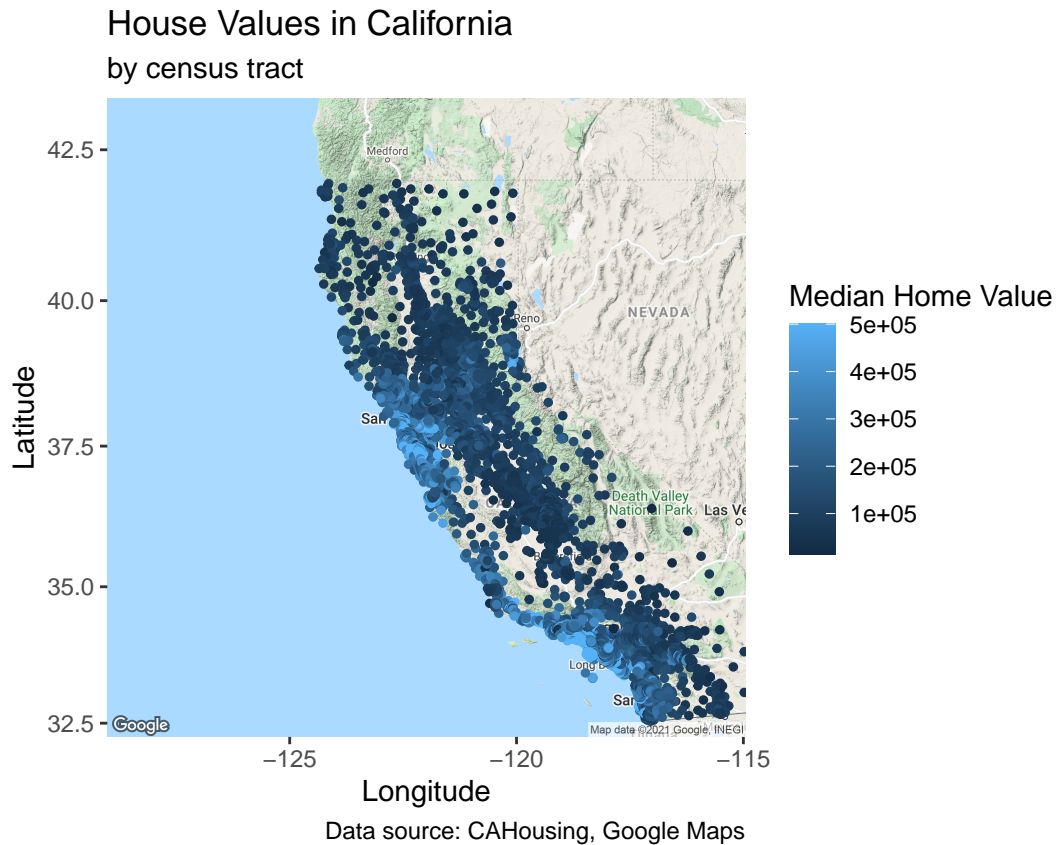 House Values in California
by census tract
42.5
40.0
37.5
35.0
32.5
Latitude
Medford
Reno
NEVADA
San
Death Valley
National Park
Las Ve
Long B
San
Google
Map data ©2021 Google, INEGI
−125
−120
−115
Longitude
Data source: CAHousing, Google Maps
Median Home Value
5e+05
4e+05
3e+05
2e+05
1e+05